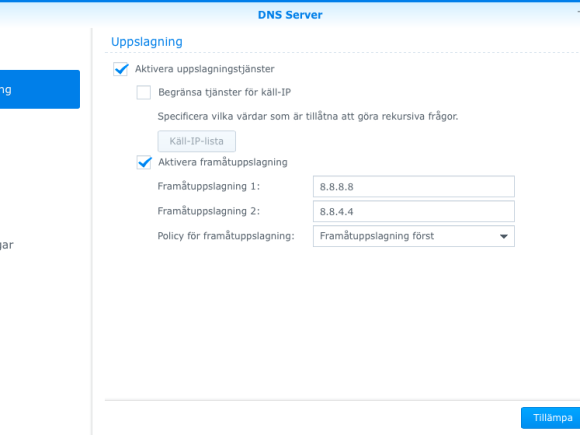 DNS Server
Uppslagning
ng
Aktivera uppslagningstjänster
Begränsa tjänster för käll-IP
Specificera vilka värdar som är tillåtna att göra rekursiva frågor.
Käll-IP-lista
Aktivera framåtuppslagning
Framåtuppslagning 1: 8.8.8.8
Framåtuppslagning 2: 8.8.4.4
Policy för framåtuppslagning: Framåtuppslagning först
gar
Tillämpa